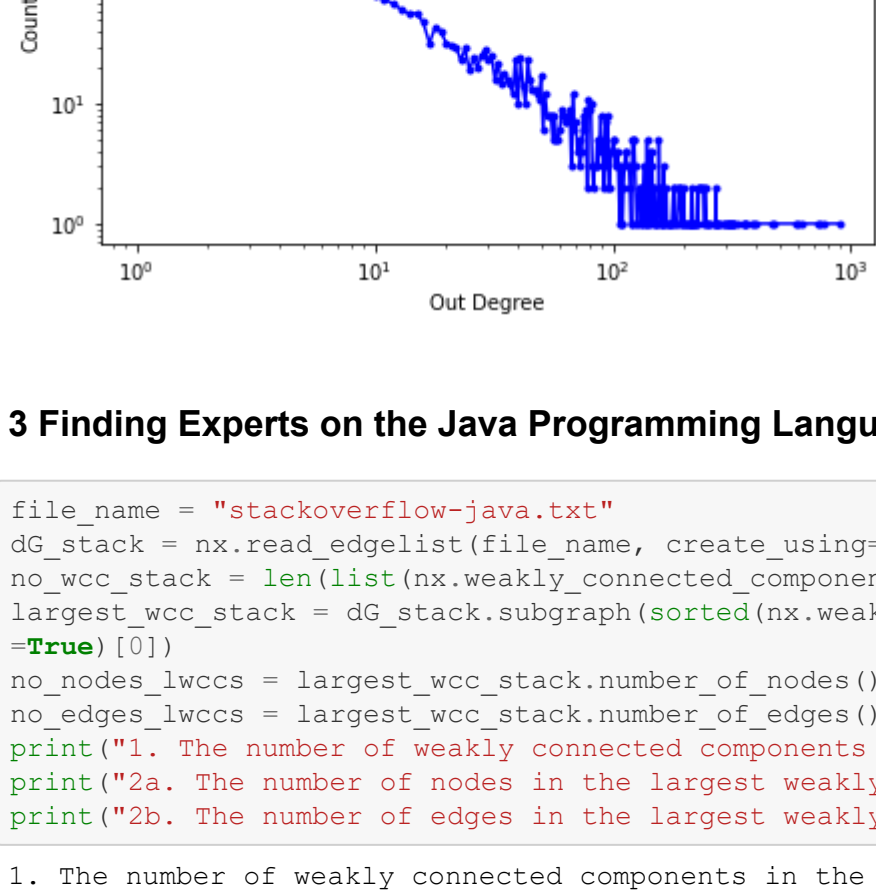 Count
10¹
10⁰
10⁰ 10¹ 10² 10³
Out Degree
3 Finding Experts on the Java Programming Langu
file_name = "stackoverflow-java.txt"
dG_stack = nx.read_edgelist(file_name, create_using=
no_wcc_stack = len(list(nx.weakly_connected_componen
largest_wcc_stack = dG_stack.subgraph(sorted(nx.weak
=True)[0])
no_nodes_lwccs = largest_wcc_stack.number_of_nodes()
no_edges_lwccs = largest_wcc_stack.number_of_edges()
print("1. The number of weakly connected components
print("2a. The number of nodes in the largest weakly
print("2b. The number of edges in the largest weakly
1. The number of weakly connected components in the